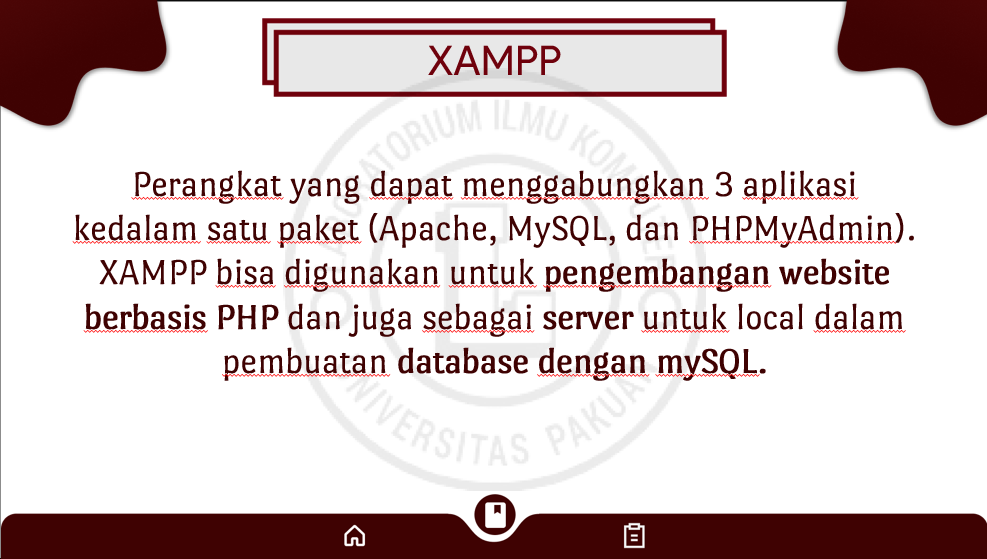 XAMPP
LABORATORIUM ILMU KOMPUTER
Perangkat yang dapat menggabungkan 3 aplikasi
kedalam satu paket (Apache, MySQL, dan PHPMyAdmin).
XAMPP bisa digunakan untuk pengembangan website
berbasis PHP dan juga sebagai server untuk local dalam
pembuatan database dengan mySQL.
UNIVERSITAS PAKUAN